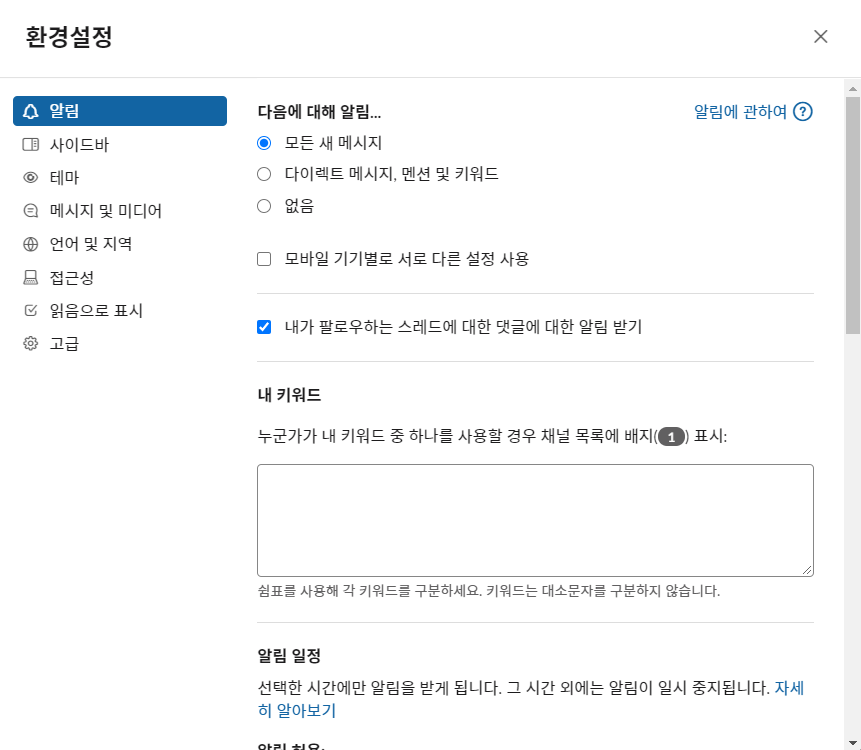 환경설정
알림
사이드바
테마
메시지 및 미디어
언어 및 지역
접근성
읽음으로 표시
고급
다음에 대해 알림...
알림에 관하여
모든 새 메시지
다이렉트 메시지, 멘션 및 키워드
없음
모바일 기기별로 서로 다른 설정 사용
내가 팔로우하는 스레드에 대한 댓글에 대한 알림 받기
내 키워드
누군가가 내 키워드 중 하나를 사용할 경우 채널 목록에 배지(1) 표시:
쉼표를 사용해 각 키워드를 구분하세요. 키워드는 대소문자를 구분하지 않습니다.
알림 일정
선택한 시간에만 알림을 받게 됩니다. 그 시간 외에는 알림이 일시 중지됩니다. 자세
히 알아보기
알림 허용: